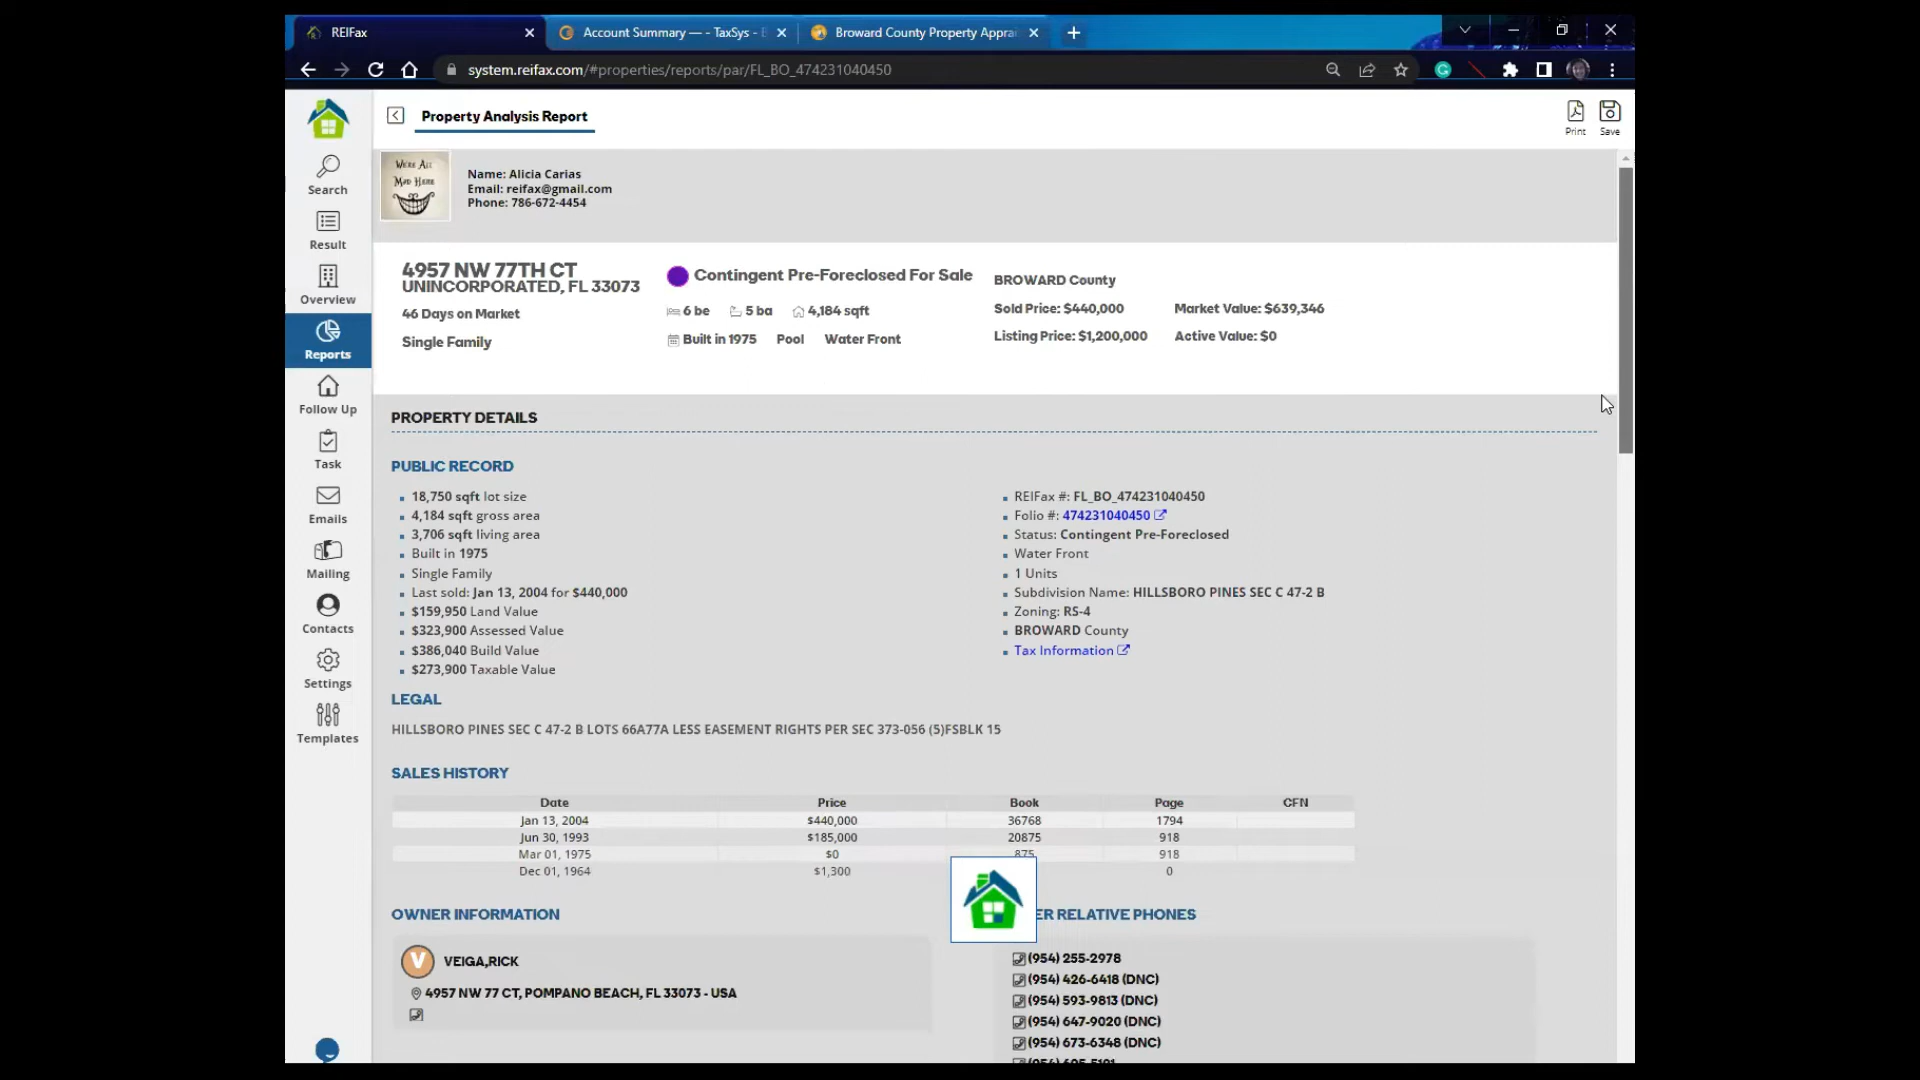 REIFax
Account Summary — - TaxSys - B
Broward County Property Apprai
system.reifax.com/#properties/reports/par/FL_BO_474231040450
Property Analysis Report
Print
Save
Search
Result
Overview
Reports
Follow Up
Task
Emails
Mailing
Contacts
Settings
Templates
WE'RE ALL
MAD HERE
Name: Alicia Carias
Email: reifax@gmail.com
Phone: 786-672-4454
4957 NW 77TH CT
UNINCORPORATED, FL 33073
46 Days on Market
Single Family
Contingent Pre-Foreclosed For Sale
6 be 5 ba 4,184 sqft
Built in 1975 Pool Water Front
BROWARD County
Sold Price: $440,000 Market Value: $639,346
Listing Price: $1,200,000 Active Value: $0
PROPERTY DETAILS
PUBLIC RECORD
18,750 sqft lot size
4,184 sqft gross area
3,706 sqft living area
Built in 1975
Single Family
Last sold: Jan 13, 2004 for $440,000
$159,950 Land Value
$323,900 Assessed Value
$386,040 Build Value
$273,900 Taxable Value
REIFax #: FL_BO_474231040450
Folio #: 474231040450
Status: Contingent Pre-Foreclosed
Water Front
1 Units
Subdivision Name: HILLSBORO PINES SEC C 47-2 B
Zoning: RS-4
BROWARD County
Tax Information
LEGAL
HILLSBORO PINES SEC C 47-2 B LOTS 66A77A LESS EASEMENT RIGHTS PER SEC 373-056 (5)FSBLK 15
SALES HISTORY
Date Price Book Page CFN
Jan 13, 2004 $440,000 36768 1794
Jun 30, 1993 $185,000 20875 918
Mar 01, 1975 $0 875 918
Dec 01, 1964 $1,300 0
OWNER INFORMATION
V VEIGA,RICK
4957 NW 77 CT, POMPANO BEACH, FL 33073 - USA
ER RELATIVE PHONES
(954) 255-2978
(954) 426-6418 (DNC)
(954) 593-9813 (DNC)
(954) 647-9020 (DNC)
(954) 673-6348 (DNC)